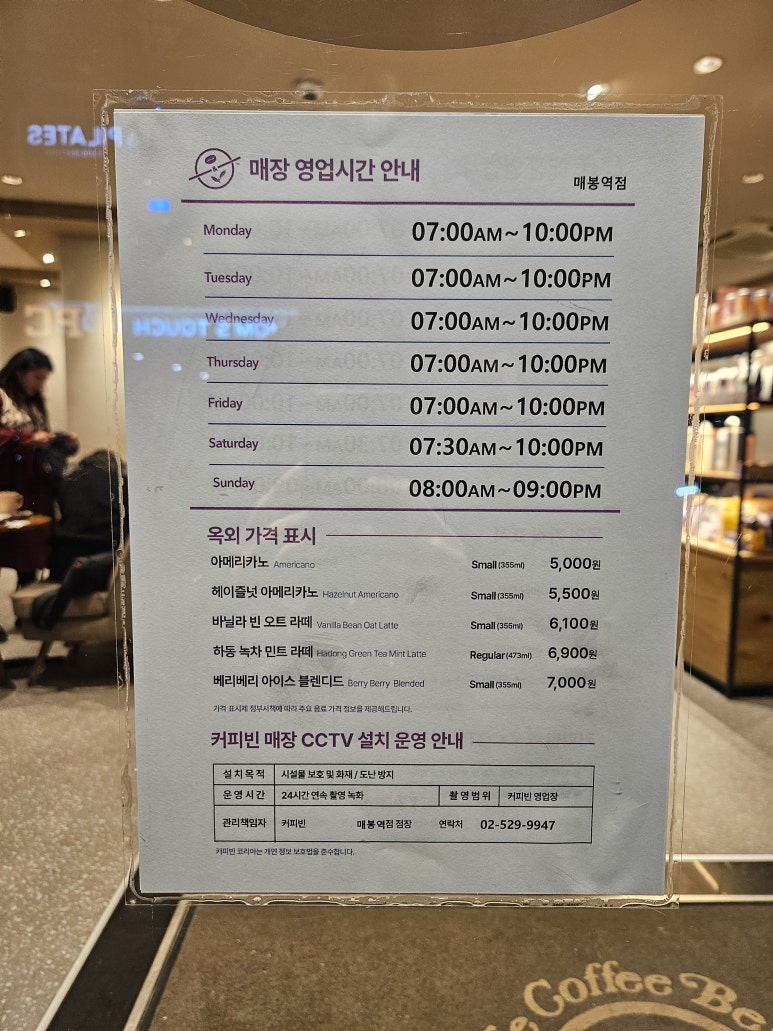 PILATES
매장 영업시간 안내
매봉역점
Monday 07:00AM~10:00PM
Tuesday 07:00AM~10:00PM
Wednesday 07:00AM~10:00PM
Thursday 07:00AM~10:00PM
Friday 07:00AM~10:00PM
Saturday 07:30AM~10:00PM
Sunday 08:00AM~09:00PM
옥외 가격 표시
아메리카노 Americano Small(355ml) 5,000원
헤이즐넛 아메리카노 Hazelnut Americano Small(355ml) 5,500원
바닐라 빈 오트 라떼 Vanilla Bean Oat Latte Small(355ml) 6,100원
하동 녹차 민트 라떼 Hadong Green Tea Mint Latte Regular(473ml) 6,900원
베리베리 아이스 블렌디드 Berry Berry Blended Small(355ml) 7,000원
가격 표시제 정부시책에 따라 주요 음료 가격 정보를 제공해드립니다.
커피빈 매장 CCTV 설치 운영 안내
설치목적 시설물 보호 및 화재 / 도난 방지
운영시간 24시간 연속 촬영 녹화 촬영범위 커피빈 영업장
관리책임자 커피빈 매봉역점 점장 연락처 02-529-9947
커피빈 코리아는 개인 정보 보호법을 준수합니다.
Coffee Be